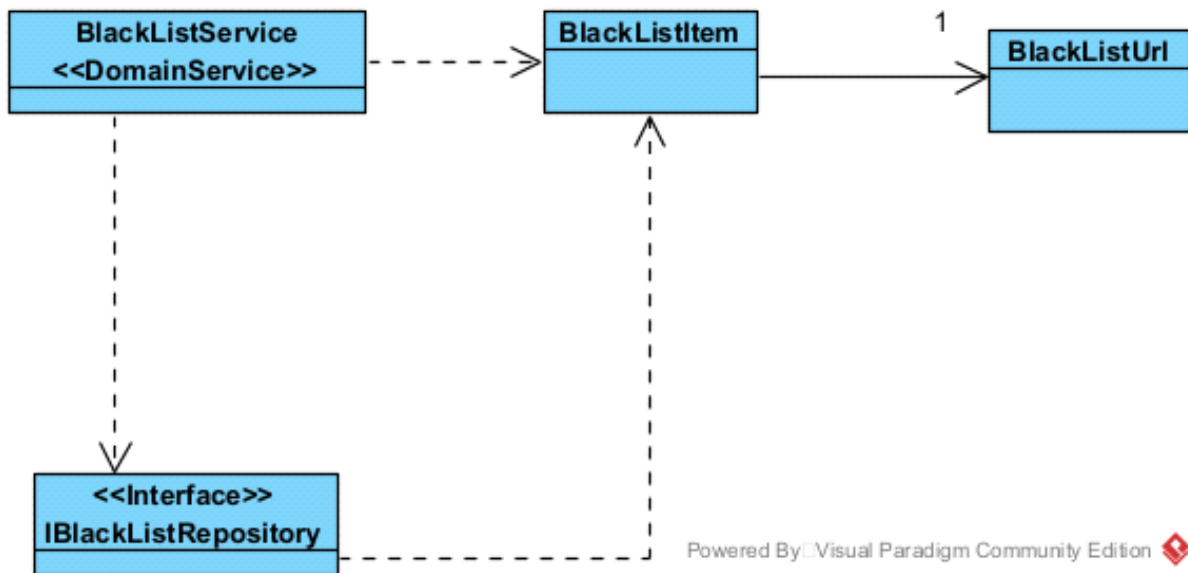 BlackListService
<<DomainService>>
BlackListItem
1
BlackListUrl
<<Interface>>
IBlackListRepository
Powered By Visual Paradigm Community Edition